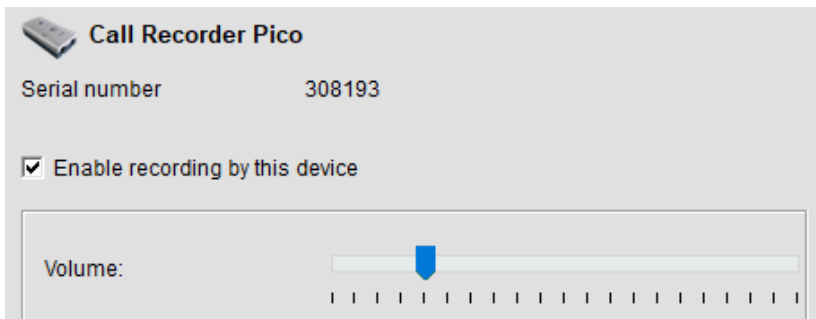 Call Recorder Pico
Serial number 308193
Enable recording by this device
Volume: